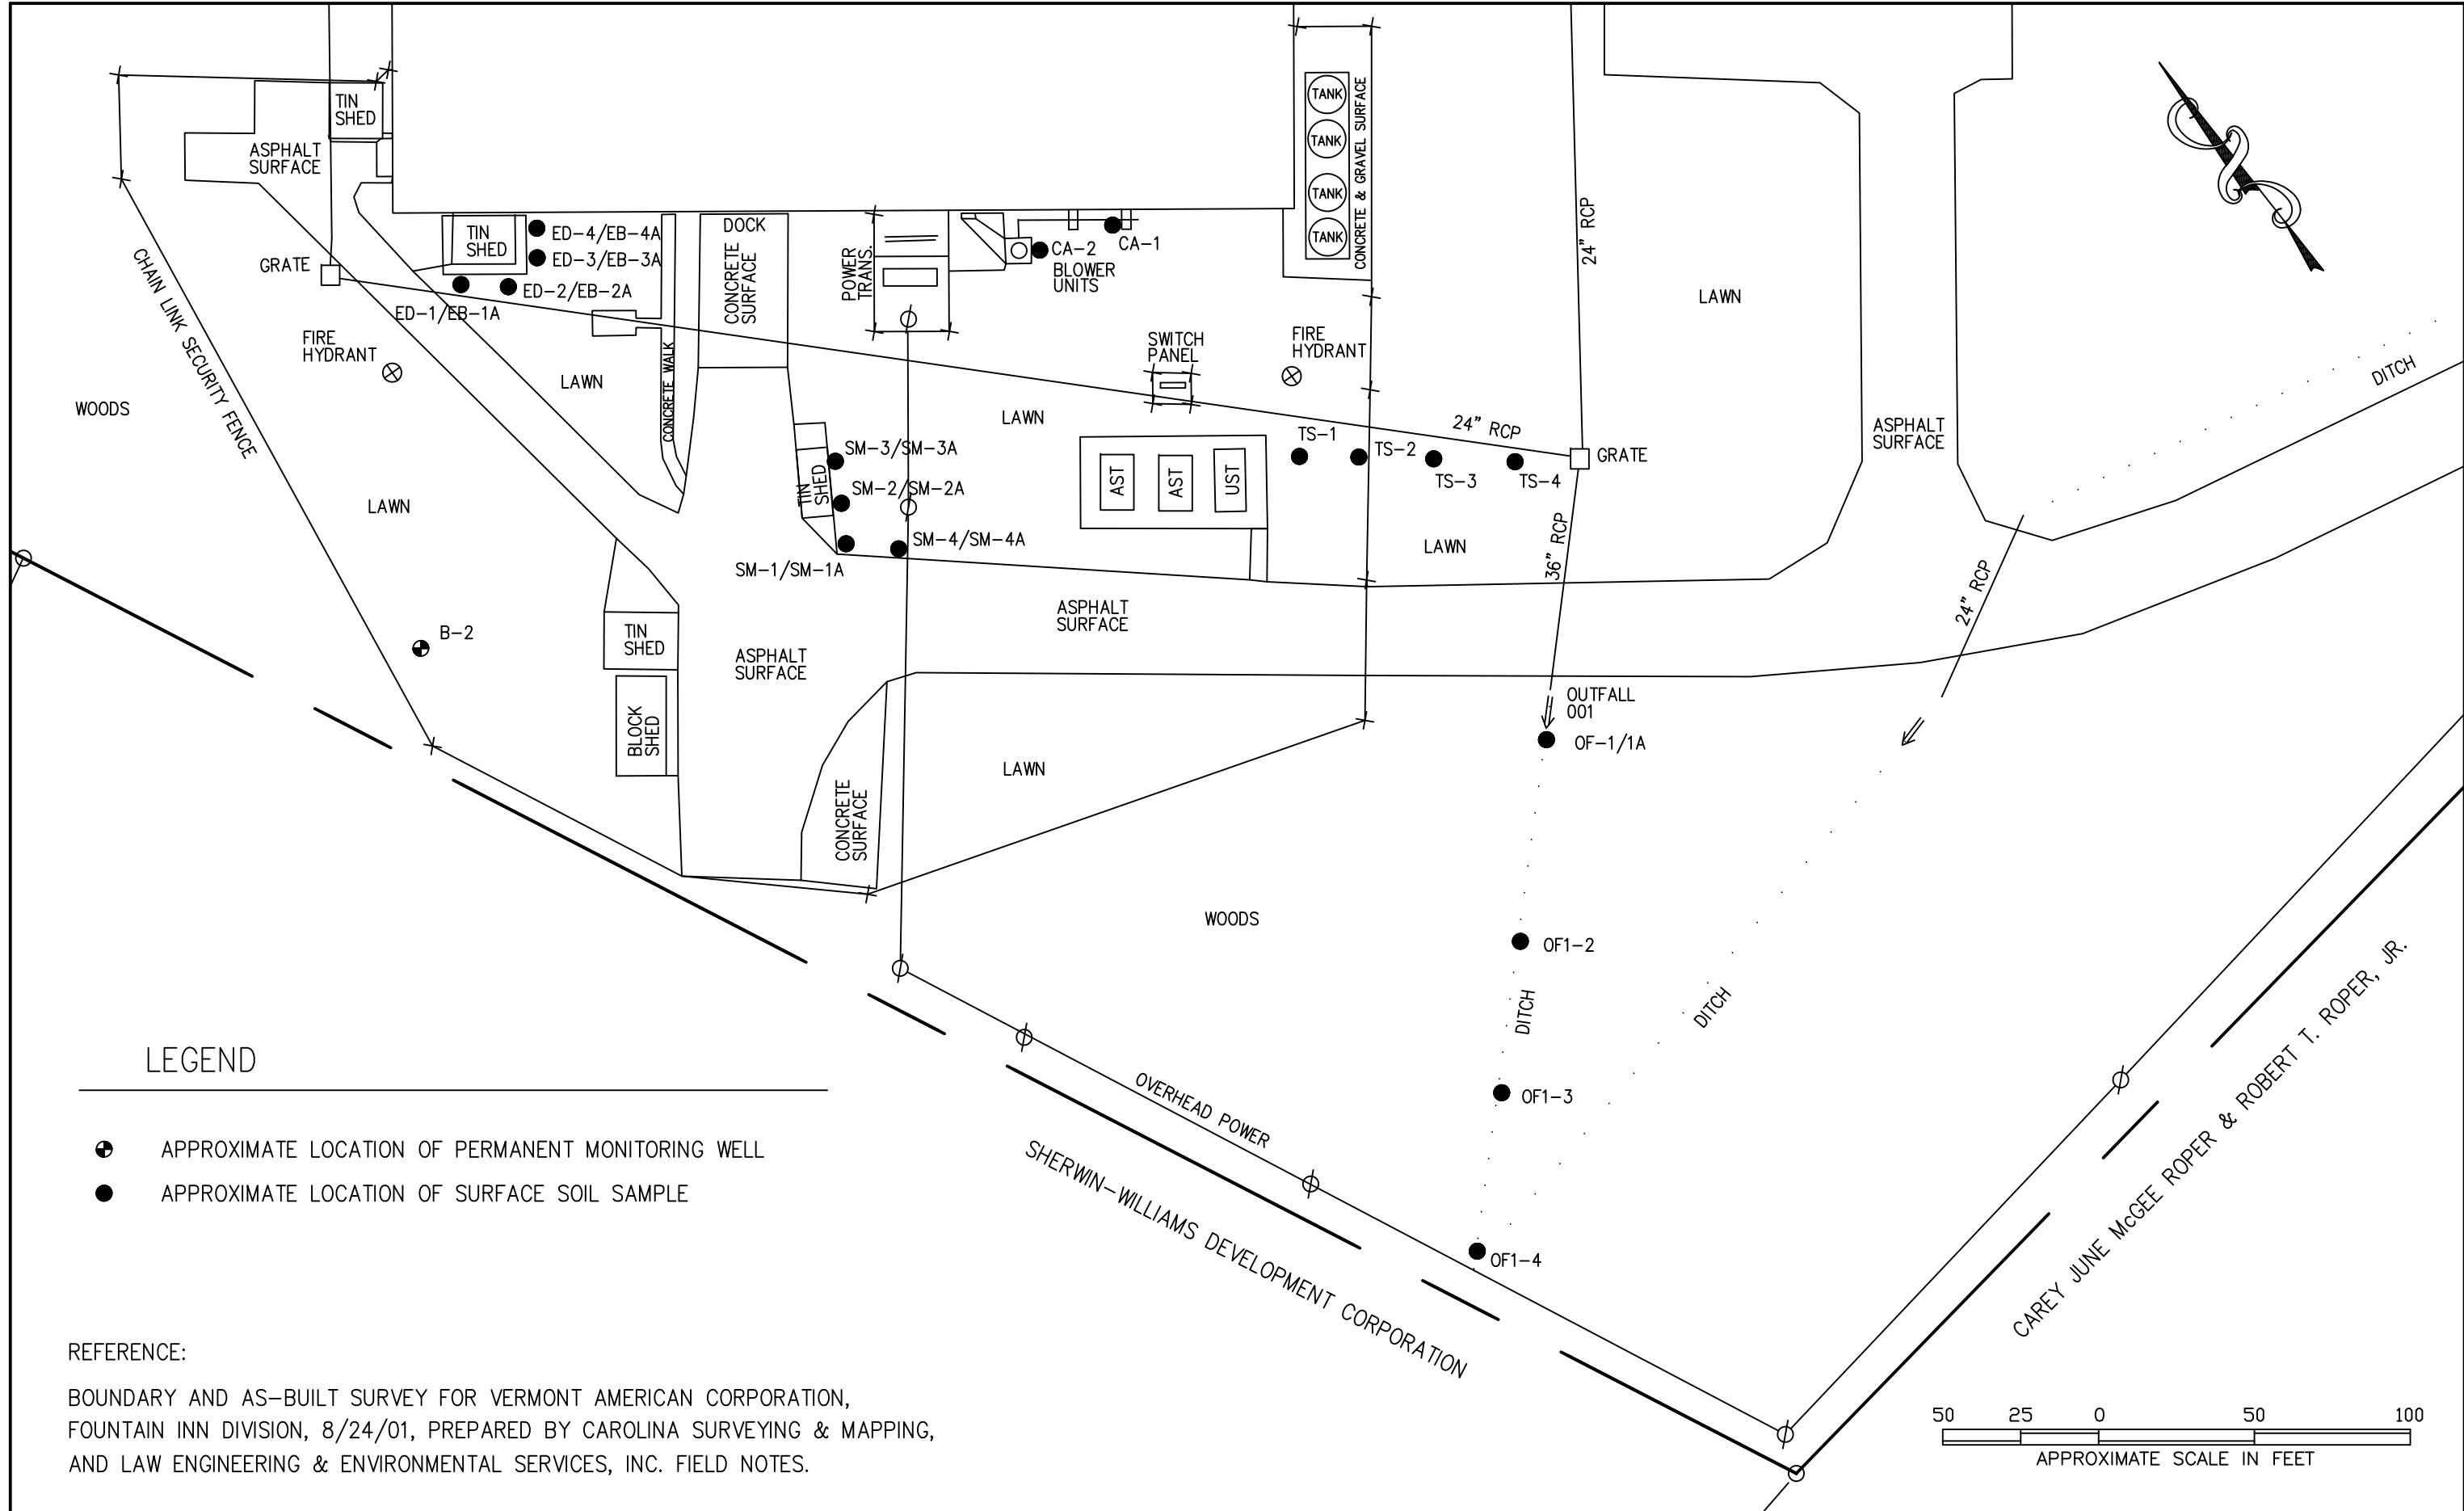 TIN
SHED
ASPHALT
SURFACE
TANK
TANK
TANK
TANK
CONCRETE & GRAVEL SURFACE
24" RCP
LAWN
GRATE
TIN
SHED
ED-4/EB-4A
ED-3/EB-3A
ED-2/EB-2A
ED-1/EB-1A
DOCK
CONCRETE
SURFACE
POWER
TRANS.
CA-2
CA-1
BLOWER
UNITS
CHAIN LINK SECURITY FENCE
FIRE
HYDRANT
LAWN
CONCRETE WALK
SWITCH
PANEL
FIRE
HYDRANT
DITCH
WOODS
LAWN
LAWN
24" RCP
ASPHALT
SURFACE
TIN
SHED
SM-3/SM-3A
SM-2/SM-2A
SM-4/SM-4A
SM-1/SM-1A
AST
AST
UST
TS-1
TS-2
TS-3
TS-4
GRATE
LAWN
36" RCP
24" RCP
B-2
TIN
SHED
ASPHALT
SURFACE
ASPHALT
SURFACE
BLOCK
SHED
CONCRETE
SURFACE
LAWN
OUTFALL
001
OF-1/1A
WOODS
OF1-2
DITCH
DITCH
OF1-3
OF1-4
OVERHEAD POWER
SHERWIN-WILLIAMS DEVELOPMENT CORPORATION
CAREY JUNE McGEE ROPER & ROBERT T. ROPER, JR.
LEGEND
APPROXIMATE LOCATION OF PERMANENT MONITORING WELL
APPROXIMATE LOCATION OF SURFACE SOIL SAMPLE
REFERENCE:
BOUNDARY AND AS-BUILT SURVEY FOR VERMONT AMERICAN CORPORATION,
FOUNTAIN INN DIVISION, 8/24/01, PREPARED BY CAROLINA SURVEYING & MAPPING,
AND LAW ENGINEERING & ENVIRONMENTAL SERVICES, INC. FIELD NOTES.
50 25 0 50 100
APPROXIMATE SCALE IN FEET